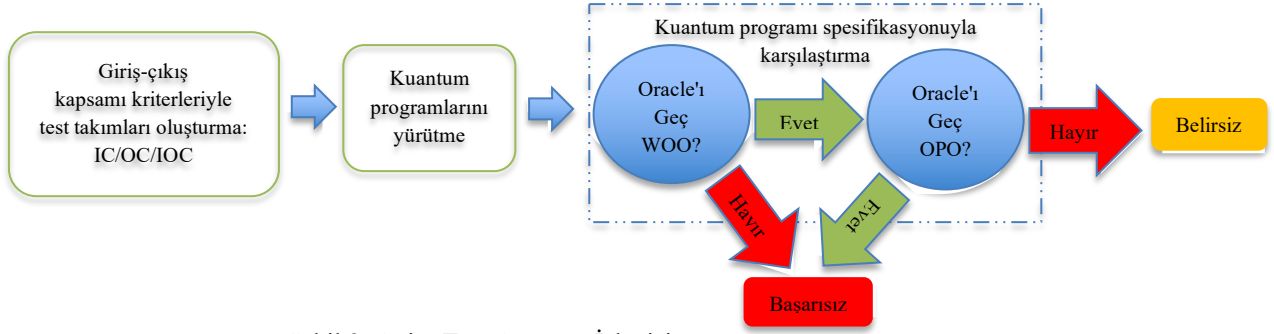 Kuantum programı spesifikasyonuyla
karşılaştırma
Giriş-çıkış
kapsamı kriterleriyle
test takımları oluşturma:
IC/OC/IOC
Kuantum
programlarını
yürütme
Oracle'ı
Geç
WOO?
Evet
Oracle'ı
Geç
OPO?
Hayır
Belirsiz
Hayır
Evet
Başarısız